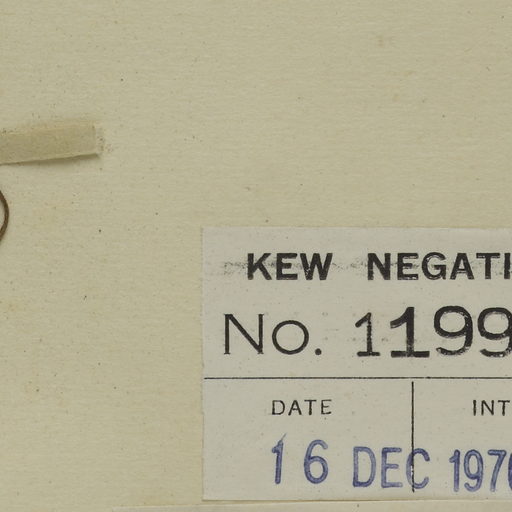 KEW NEGATI
No. 1199
DATE INT
16 DEC 1970